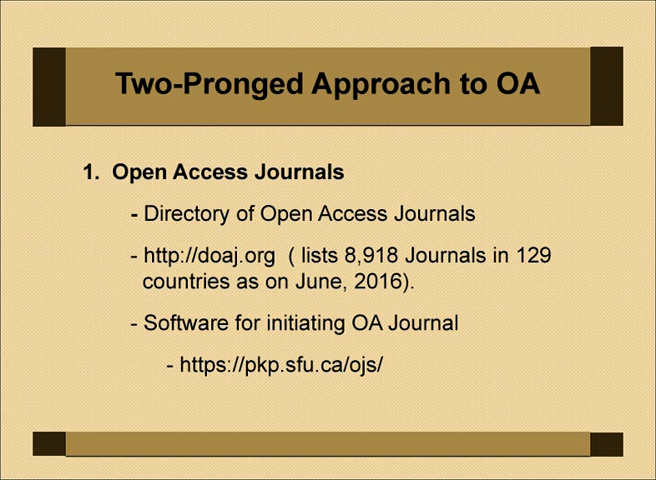 Two-Pronged Approach to OA
1. Open Access Journals
- Directory of Open Access Journals
- http://doaj.org ( lists 8,918 Journals in 129
countries as on June, 2016).
- Software for initiating OA Journal
- https://pkp.sfu.ca/ojs/